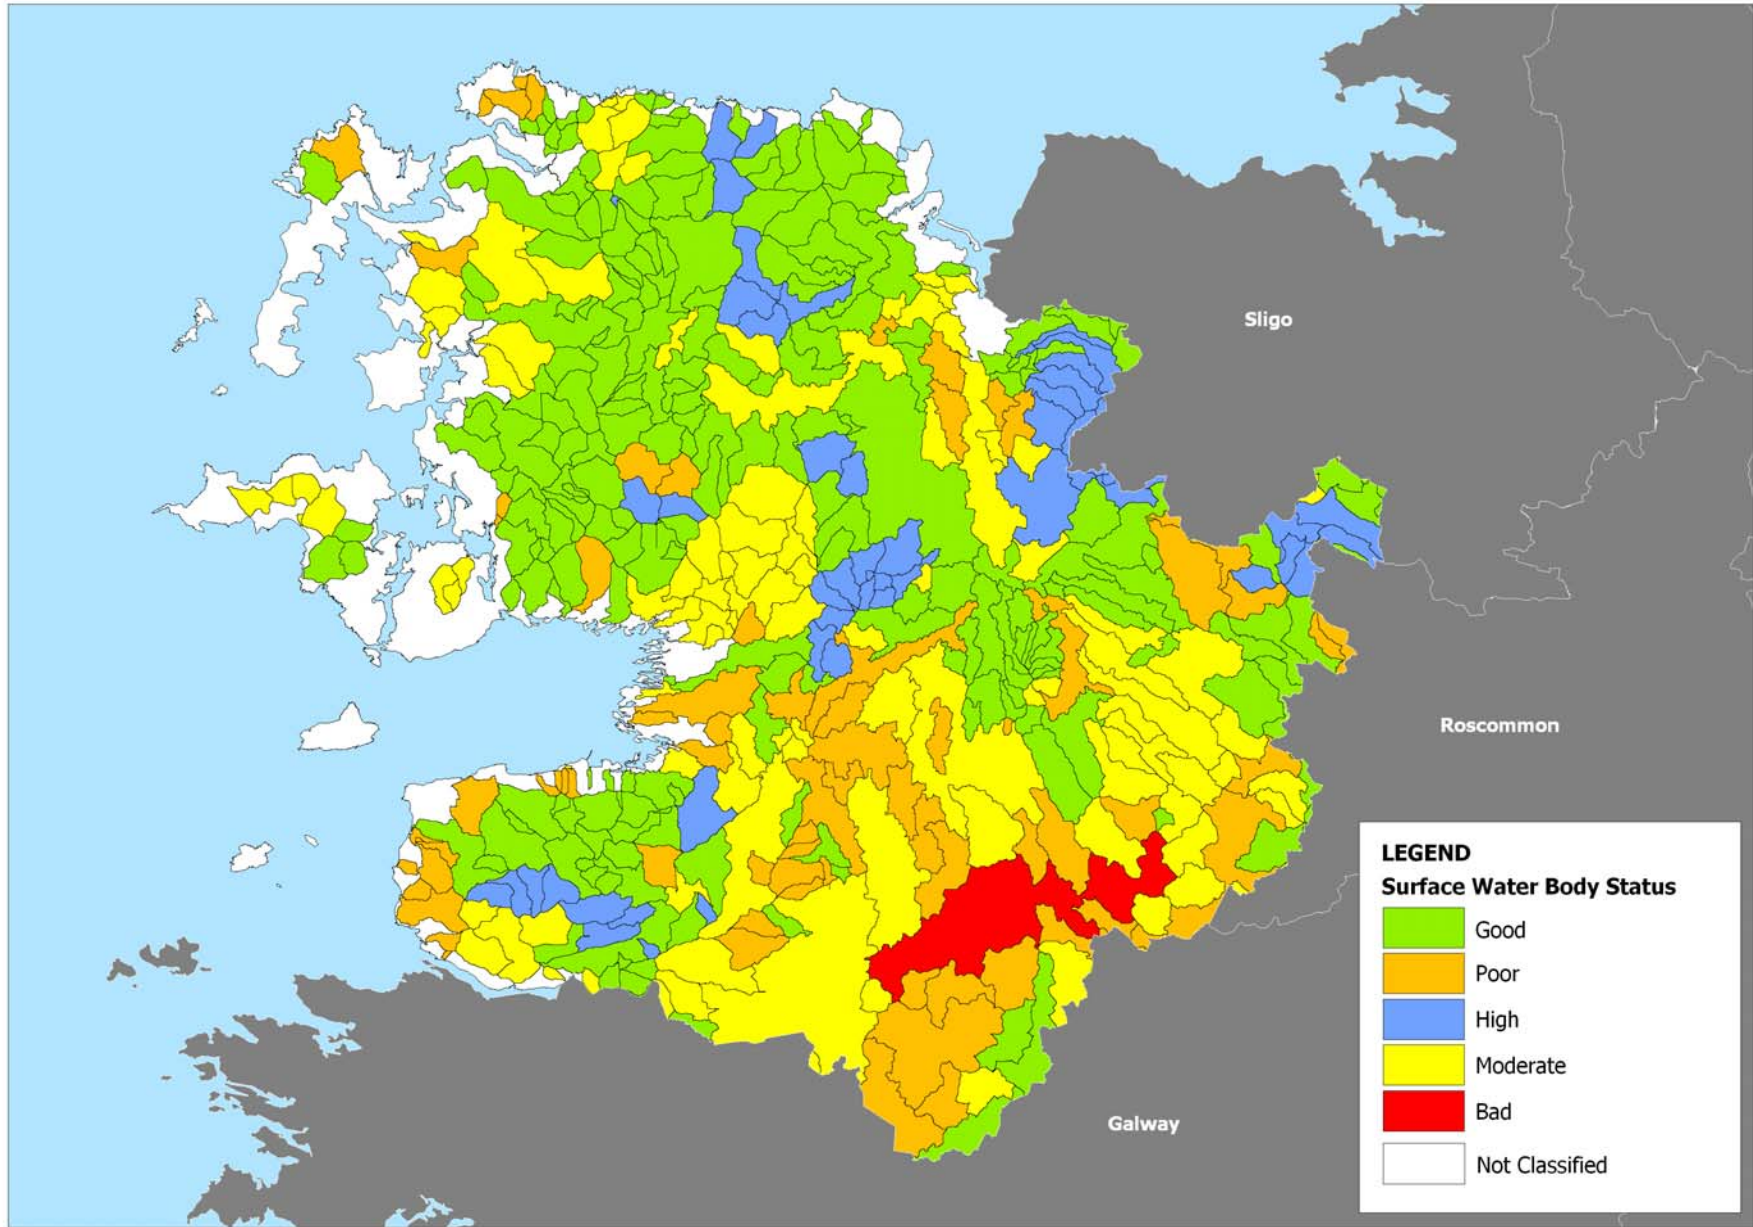 Sligo
Roscommon
Galway
LEGEND
Surface Water Body Status
Good
Poor
High
Moderate
Bad
Not Classified